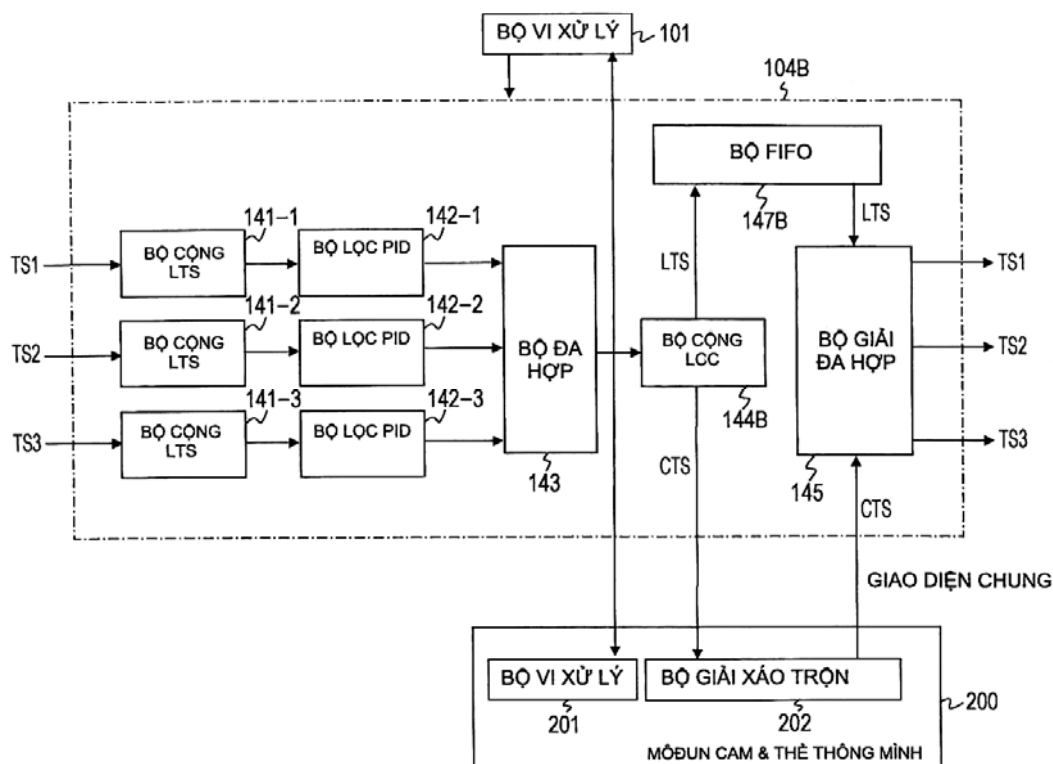 BỘ VI XỬ LÝ
101
104B
BỘ FIFO
147B
LTS
LTS
141–1
142–1
TS1
BỘ CỘNG
LTS
BỘ LỌC PID
TS1
141–2
142–2
TS2
BỘ CỘNG
LTS
BỘ LỌC PID
BỘ ĐA
HỢP
BỘ CỘNG
LCC
144B
BỘ GIẢI
ĐA HỢP
TS2
141–3
142–3
TS3
BỘ CỘNG
LTS
BỘ LỌC PID
TS3
143
CTS
145
CTS
GIAO DIỆN CHUNG
BỘ VI XỬ LÝ
201
BỘ GIẢI XÁO TRỘN
202
200
MÔĐUN CAM & THẺ THÔNG MÌNH